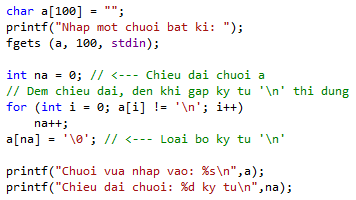 char a[100] = "";
printf("Nhap mot chuoi bat ki: ");
fgets (a, 100, stdin);
int na = 0; // <--- Chieu dai chuoi a
// Dem chieu dai, den khi gap ky tu '\n' thi dung
for (int i = 0; a[i] != '\n'; i++)
na++;
a[na] = '\0'; // <--- Loai bo ky tu '\n'
printf("Chuoi vua nhap vao: %s\n",a);
printf("Chieu dai chuoi: %d ky tu\n",na);